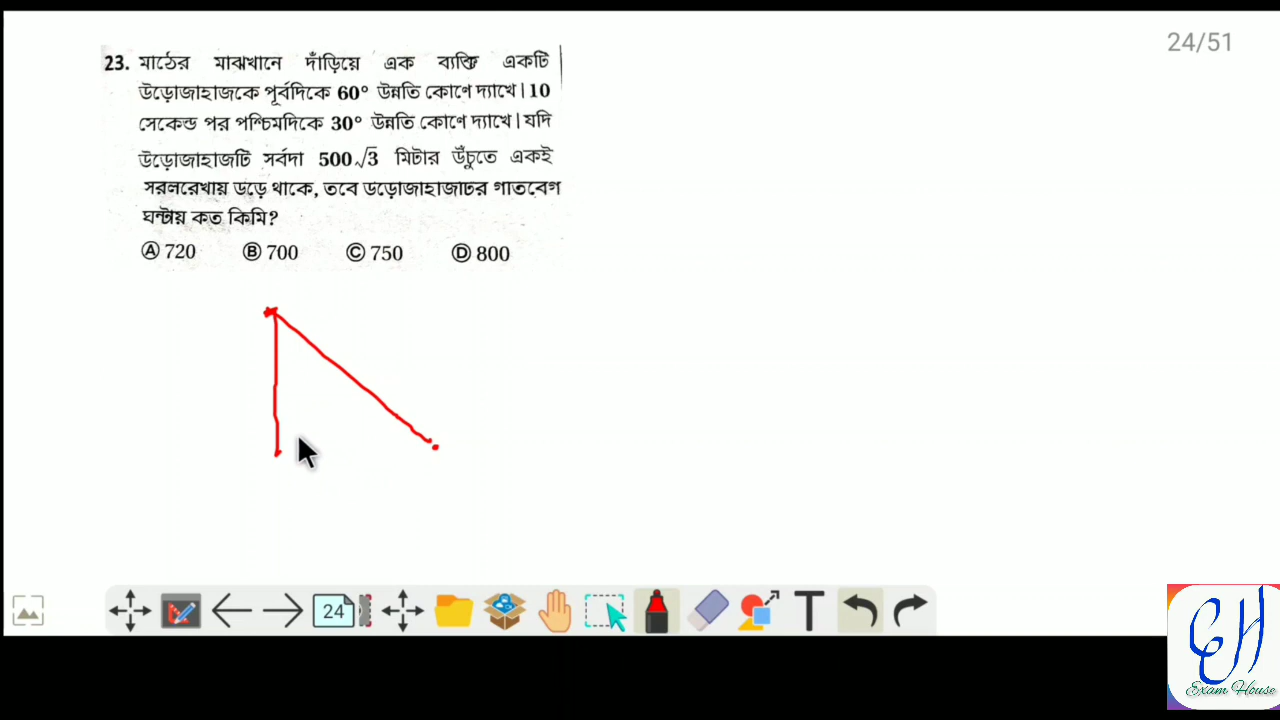 24/51
23. মাঠের মাঝখানে দাঁড়িয়ে এক ব্যক্তি একটি
উড়োজাহাজকে পূর্বদিকে 60° উন্নতি কোণে দ্যাখে। 10
সেকেন্ড পর পশ্চিমদিকে 30° উন্নতি কোণে দ্যাখে। যদি
উড়োজাহাজটি সর্বদা 500√3 মিটার উঁচুতে একই
সরলরেখায় উড়ে থাকে, তবে উড়োজাহাজটির গতিবেগ
ঘন্টায় কত কিমি?
Ⓐ 720 Ⓑ 700 Ⓒ 750 Ⓓ 800
24
T
EH
Exam House